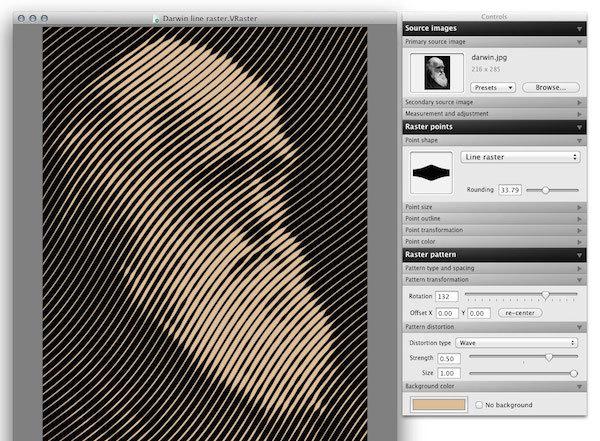 Darwin line raster.VRaster
Controls
Source images
Primary source image
darwin.jpg
216 x 285
Presets
Browse...
Secondary source image
Measurement and adjustment
Raster points
Point shape
Line raster
Rounding 33.79
Point size
Point outline
Point transformation
Point color
Raster pattern
Pattern type and spacing
Pattern transformation
Rotation 132
Offset X 0.00 Y 0.00 re-center
Pattern distortion
Distortion type Wave
Strength 0.50
Size 1.00
Background color
No background